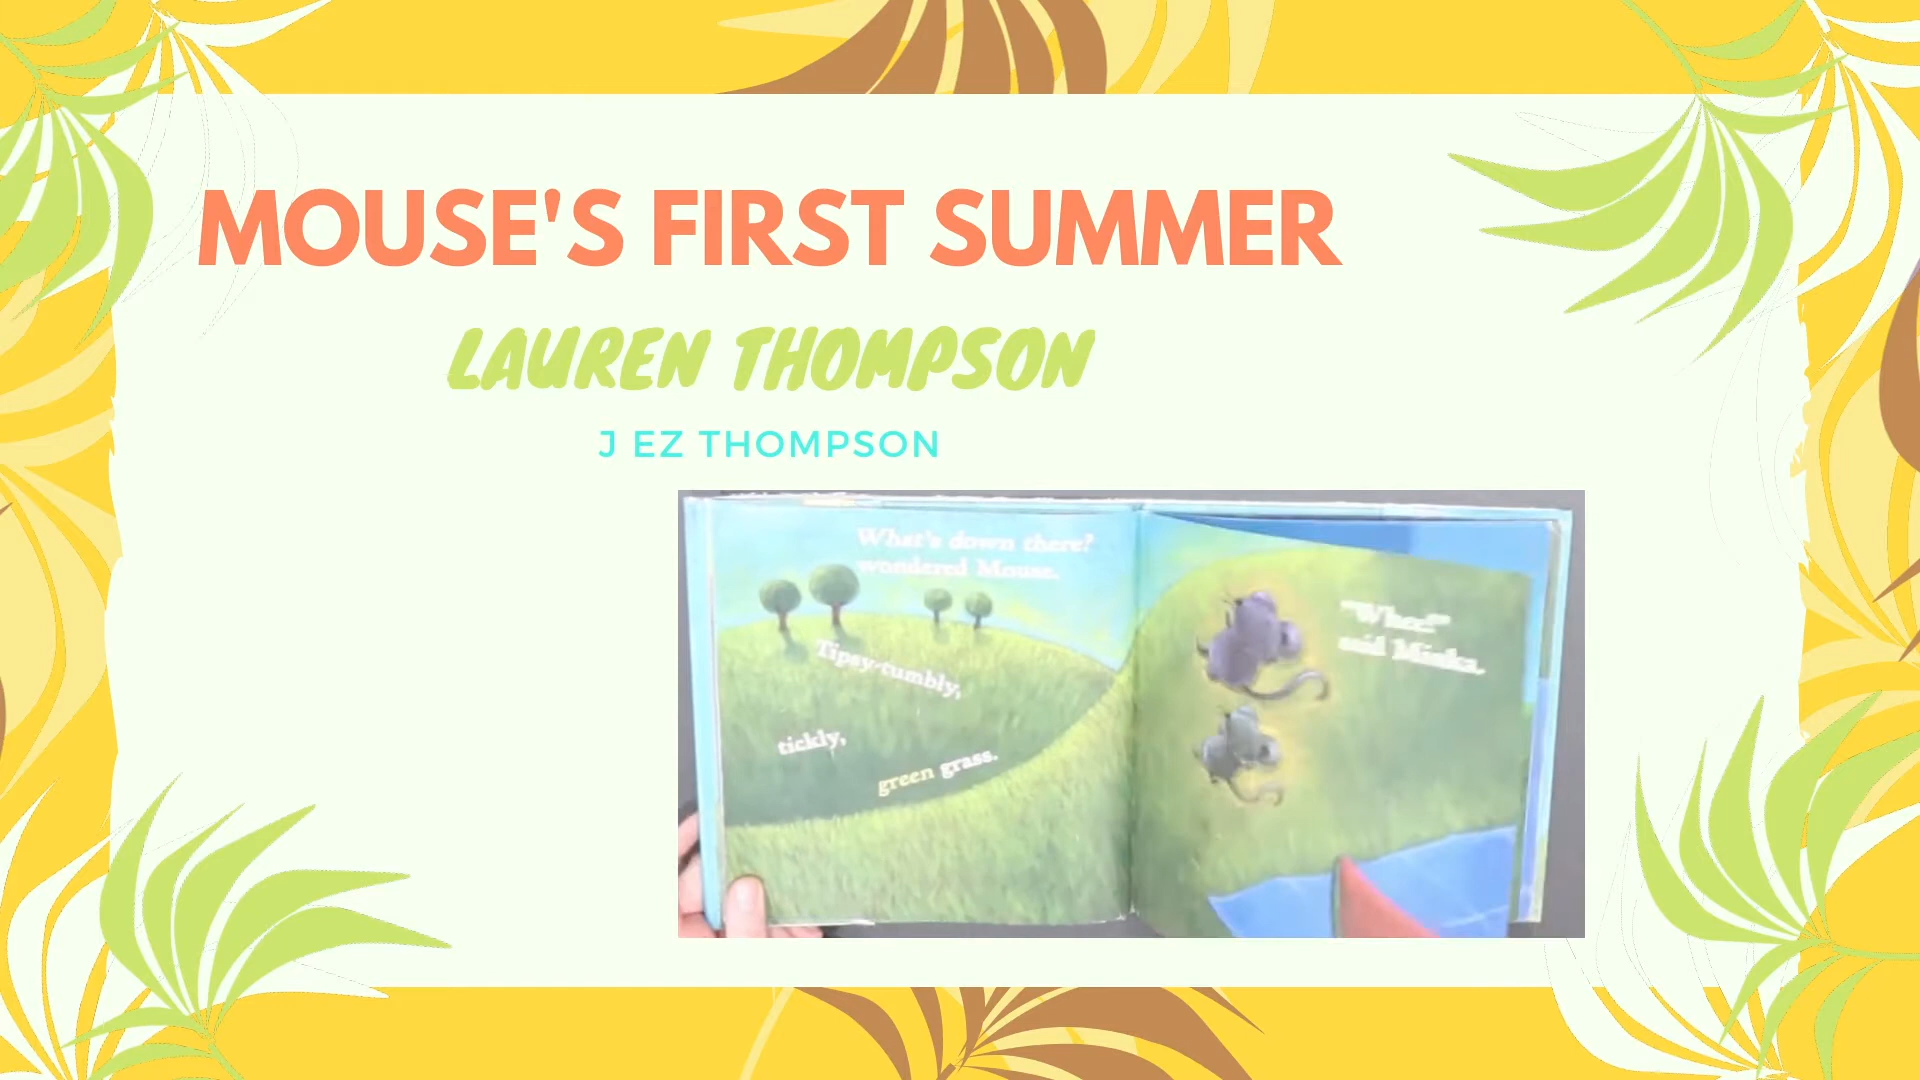 MOUSE'S FIRST SUMMER
LAUREN THOMPSON
J EZ THOMPSON
What's down there?
wondered Mouse.
Tipsy-tumbly,
tickly,
green grass.
"Whee!"
said Minka.